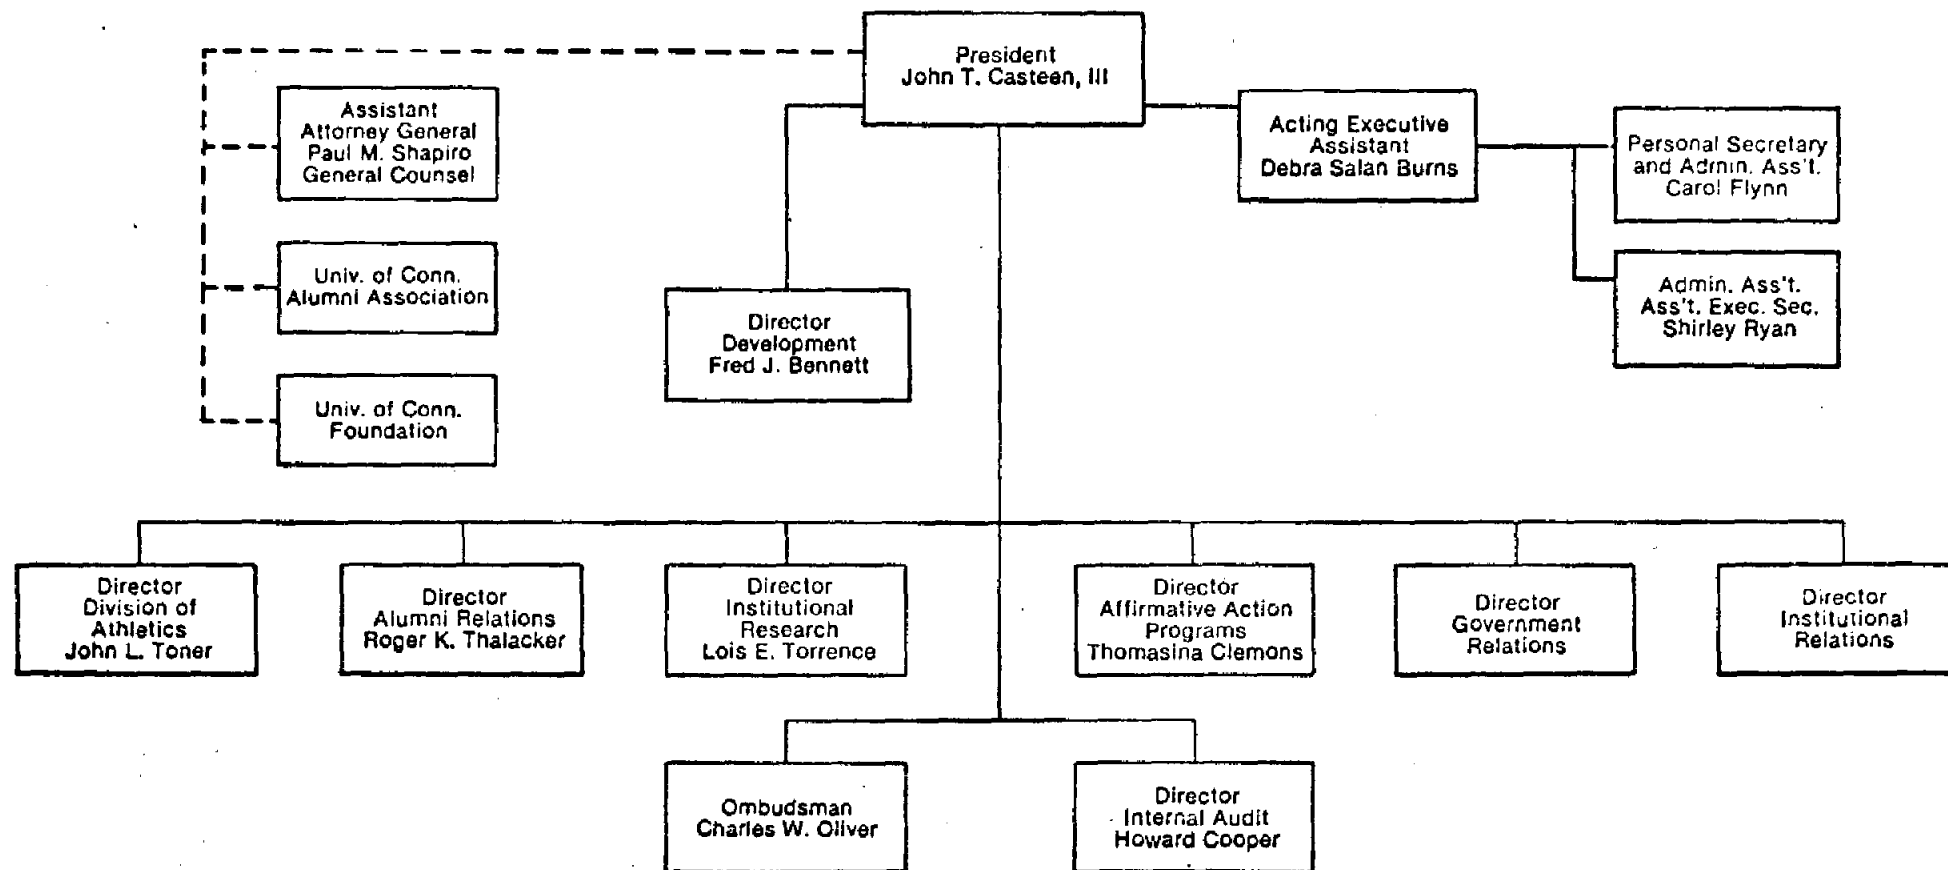 President
John T. Casteen, III
Assistant
Attorney General
Paul M. Shapiro
General Counsel
Acting Executive
Assistant
Debra Salan Burns
Personal Secretary
and Admin. Ass't.
Carol Flynn
Univ. of Conn.
Alumni Association
Admin. Ass't.
Ass't. Exec. Sec.
Shirley Ryan
Director
Development
Fred J. Bennett
Univ. of Conn.
Foundation
Director
Division of
Athletics
John L. Toner
Director
Alumni Relations
Roger K. Thalacker
Director
Institutional
Research
Lois E. Torrence
Director
Affirmative Action
Programs
Thomasina Clemons
Director
Government
Relations
Director
Institutional
Relations
Ombudsman
Charles W. Oliver
Director
Internal Audit
Howard Cooper